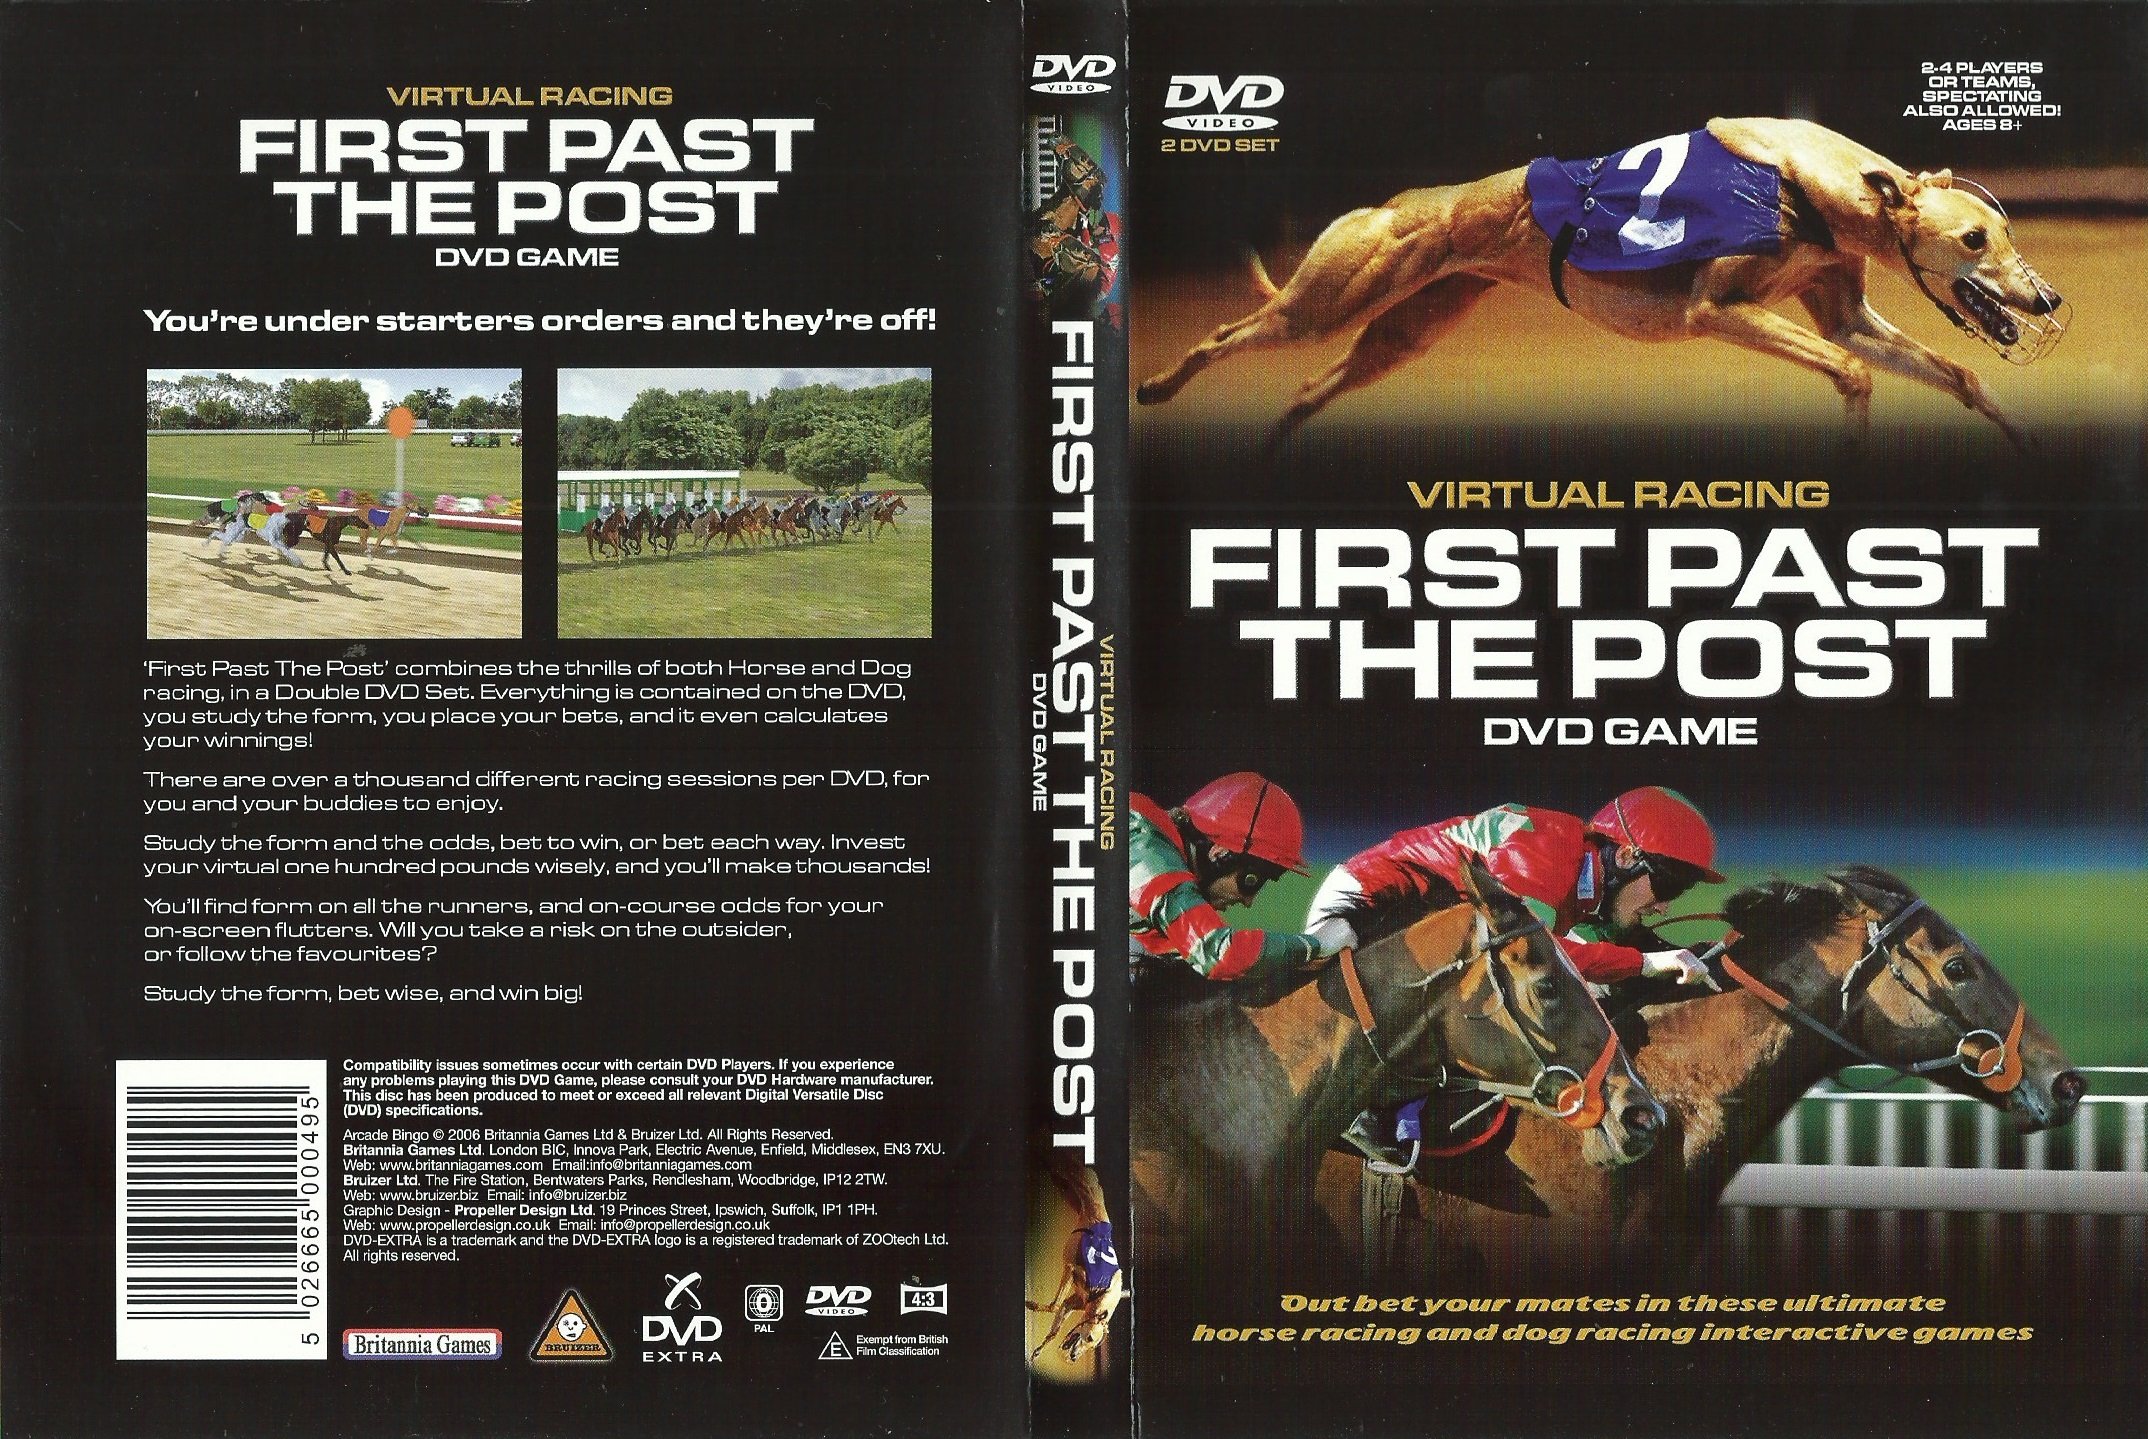 VIRTUAL RACING
FIRST PAST
THE POST
DVD GAME
You're under starters orders and they're off!
'First Past The Post' combines the thrills of both Horse and Dog
racing, in a Double DVD Set. Everything is contained on the DVD,
you study the form, you place your bets, and it even calculates
your winnings!
There are over a thousand different racing sessions per DVD, for
you and your buddies to enjoy.
Study the form and the odds, bet to win, or bet each way. Invest
your virtual one hundred pounds wisely, and you'll make thousands!
You'll find form on all the runners, and on-course odds for your
on-screen flutters. Will you take a risk on the outsider,
or follow the favourites?
Study the form, bet wise, and win big!
Compatibility issues sometimes occur with certain DVD Players. If you experience
any problems playing this DVD Game, please consult your DVD Hardware manufacturer.
This disc has been produced to meet or exceed all relevant Digital Versatile Disc
(DVD) specifications.
Arcade Bingo © 2006 Britannia Games Ltd & Bruizer Ltd. All Rights Reserved.
Britannia Games Ltd. London BIC, Innova Park, Electric Avenue, Enfield, Middlesex, EN3 7XU.
Web: www.britanniagames.com Email:info@britanniagames.com
Bruizer Ltd. The Fire Station, Bentwaters Parks, Rendlesham, Woodbridge, IP12 2TW.
Web: www.bruizer.biz Email: info@bruizer.biz
Graphic Design - Propeller Design Ltd. 19 Princes Street, Ipswich, Suffolk, IP1 1PH.
Web: www.propellerdesign.co.uk Email: info@propellerdesign.co.uk
DVD-EXTRA is a trademark and the DVD-EXTRA logo is a registered trademark of ZOOtech Ltd.
All rights reserved.
5 026665 000495
Britannia Games
BRUIZER
DVD
EXTRA
0
PAL
DVD
VIDEO
4:3
E
Exempt from British
Film Classification
DVD
VIDEO
VIRTUAL RACING
FIRST PAST THE POST
DVD GAME
2
DVD
VIDEO
2 DVD SET
2-4 PLAYERS
OR TEAMS,
SPECTATING
ALSO ALLOWED!
AGES 8+
2
VIRTUAL RACING
FIRST PAST
THE POST
DVD GAME
Out bet your mates in these ultimate
horse racing and dog racing interactive games